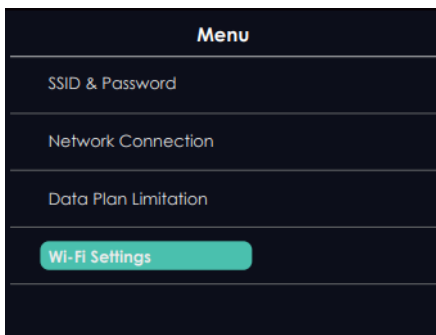 Menu
SSID & Password
Network Connection
Data Plan Limitation
Wi-Fi Settings